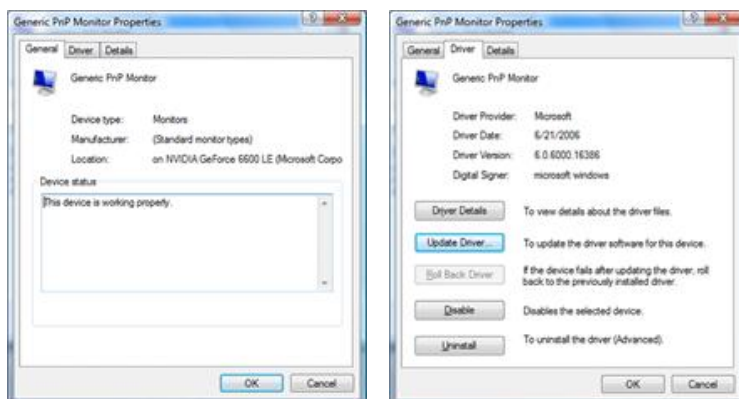 Generic PnP Monitor Properties
General Driver Details
Generic PnP Monitor
Device type: Monitors
Manufacturer: (Standard monitor types)
Location: on NVIDIA GeForce 6600 LE (Microsoft Corpo
Device status
This device is working properly.
OK Cancel
Generic PnP Monitor Properties
General Driver Details
Generic PnP Monitor
Driver Provider: Microsoft
Driver Date: 6/21/2006
Driver Version: 6.0.6000.16386
Digital Signer: microsoft windows
Driver Details To view details about the driver files.
Update Driver... To update the driver software for this device.
Roll Back Driver If the device fails after updating the driver, roll
back to the previously installed driver.
Disable Disables the selected device.
Uninstall To uninstall the driver (Advanced).
OK Cancel